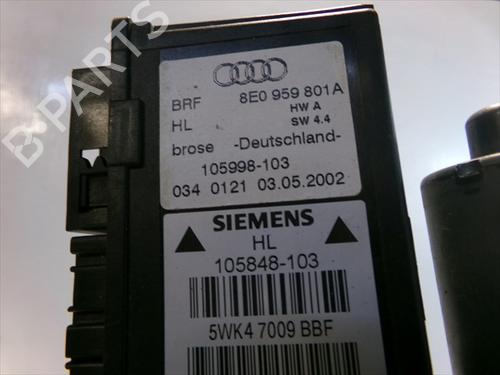 B PARTS
BRF 8E0 959 801A
HL HW A
SW 4.4
brose -Deutschland-
105998-103
034 0121 03.05.2002
SIEMENS
HL
105848-103
5WK4 7009 BBF